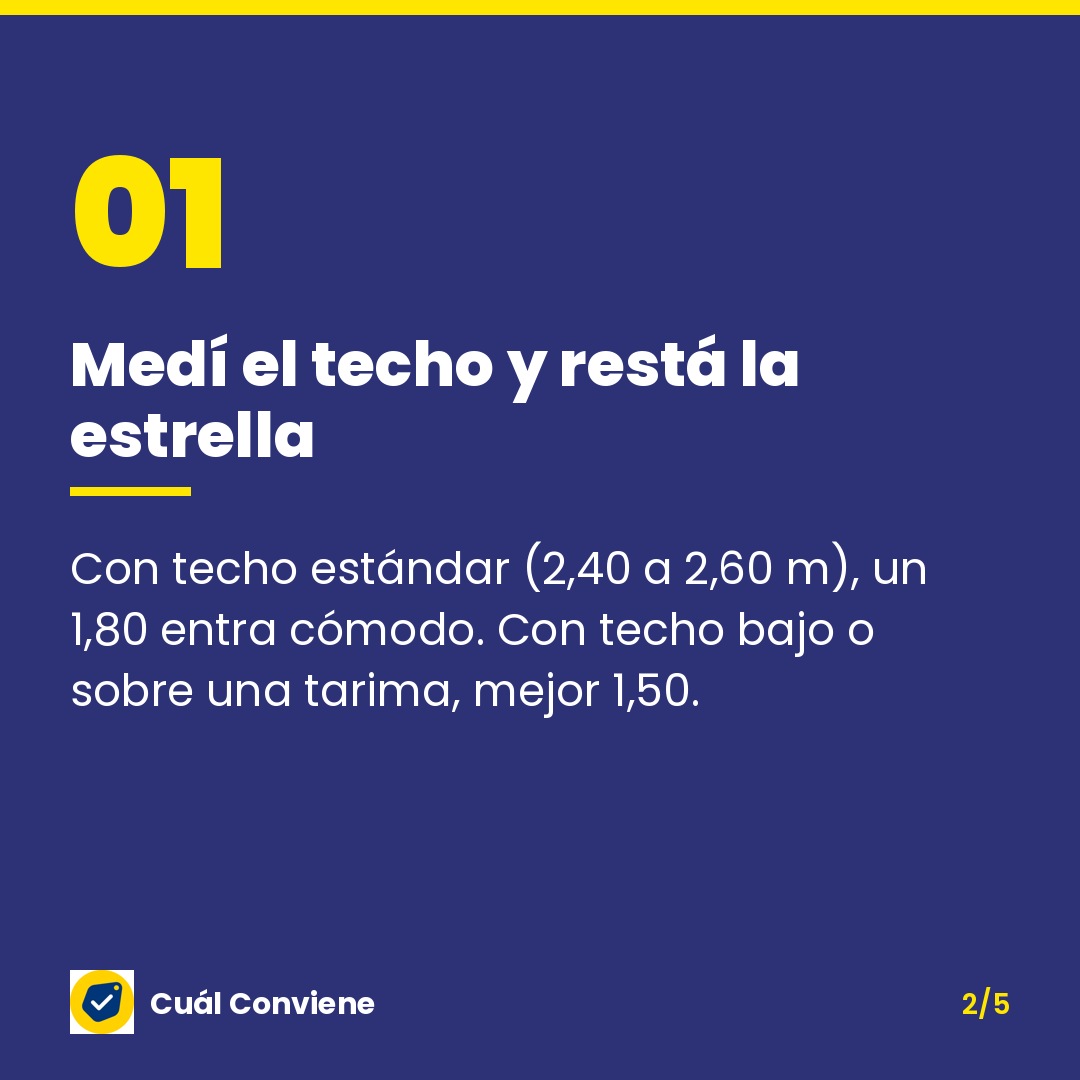 01
Medí el techo y restá la
estrella
Con techo estándar (2,40 a 2,60 m), un
1,80 entra cómodo. Con techo bajo o
sobre una tarima, mejor 1,50.
Cuál Conviene
2/5